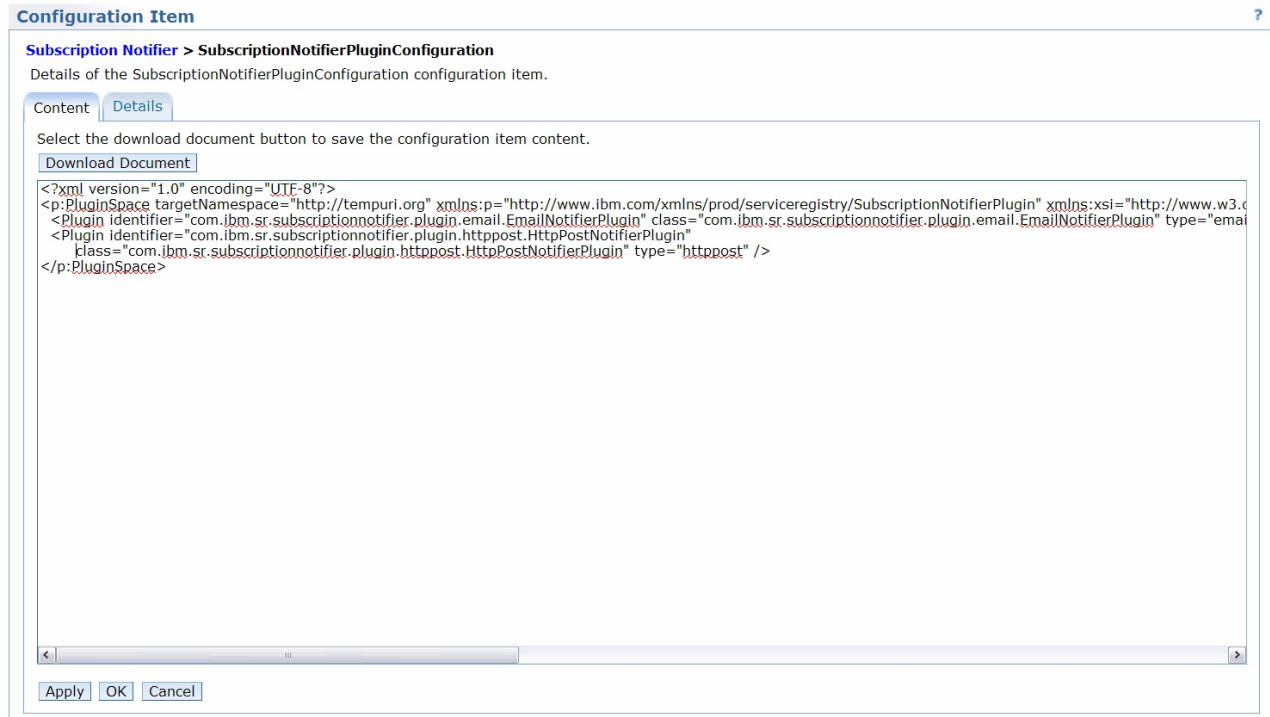 Configuration Item
?
Subscription Notifier > SubscriptionNotifierPluginConfiguration
Details of the SubscriptionNotifierPluginConfiguration configuration item.
Content Details
Select the download document button to save the configuration item content.
Download Document
<?xml version="1.0" encoding="UTF-8"?>
<p:PluginSpace targetNamespace="http://tempuri.org" xmlns:p="http://www.ibm.com/xmlns/prod/serviceregistry/SubscriptionNotifierPlugin" xmlns:xsi="http://www.w3.o
<Plugin identifier="com.ibm.sr.subscriptionnotifier.plugin.email.EmailNotifierPlugin" class="com.ibm.sr.subscriptionnotifier.plugin.email.EmailNotifierPlugin" type="emai
<Plugin identifier="com.ibm.sr.subscriptionnotifier.plugin.httppost.HttpPostNotifierPlugin"
class="com.ibm.sr.subscriptionnotifier.plugin.httppost.HttpPostNotifierPlugin" type="httppost" />
</p:PluginSpace>
Apply OK Cancel